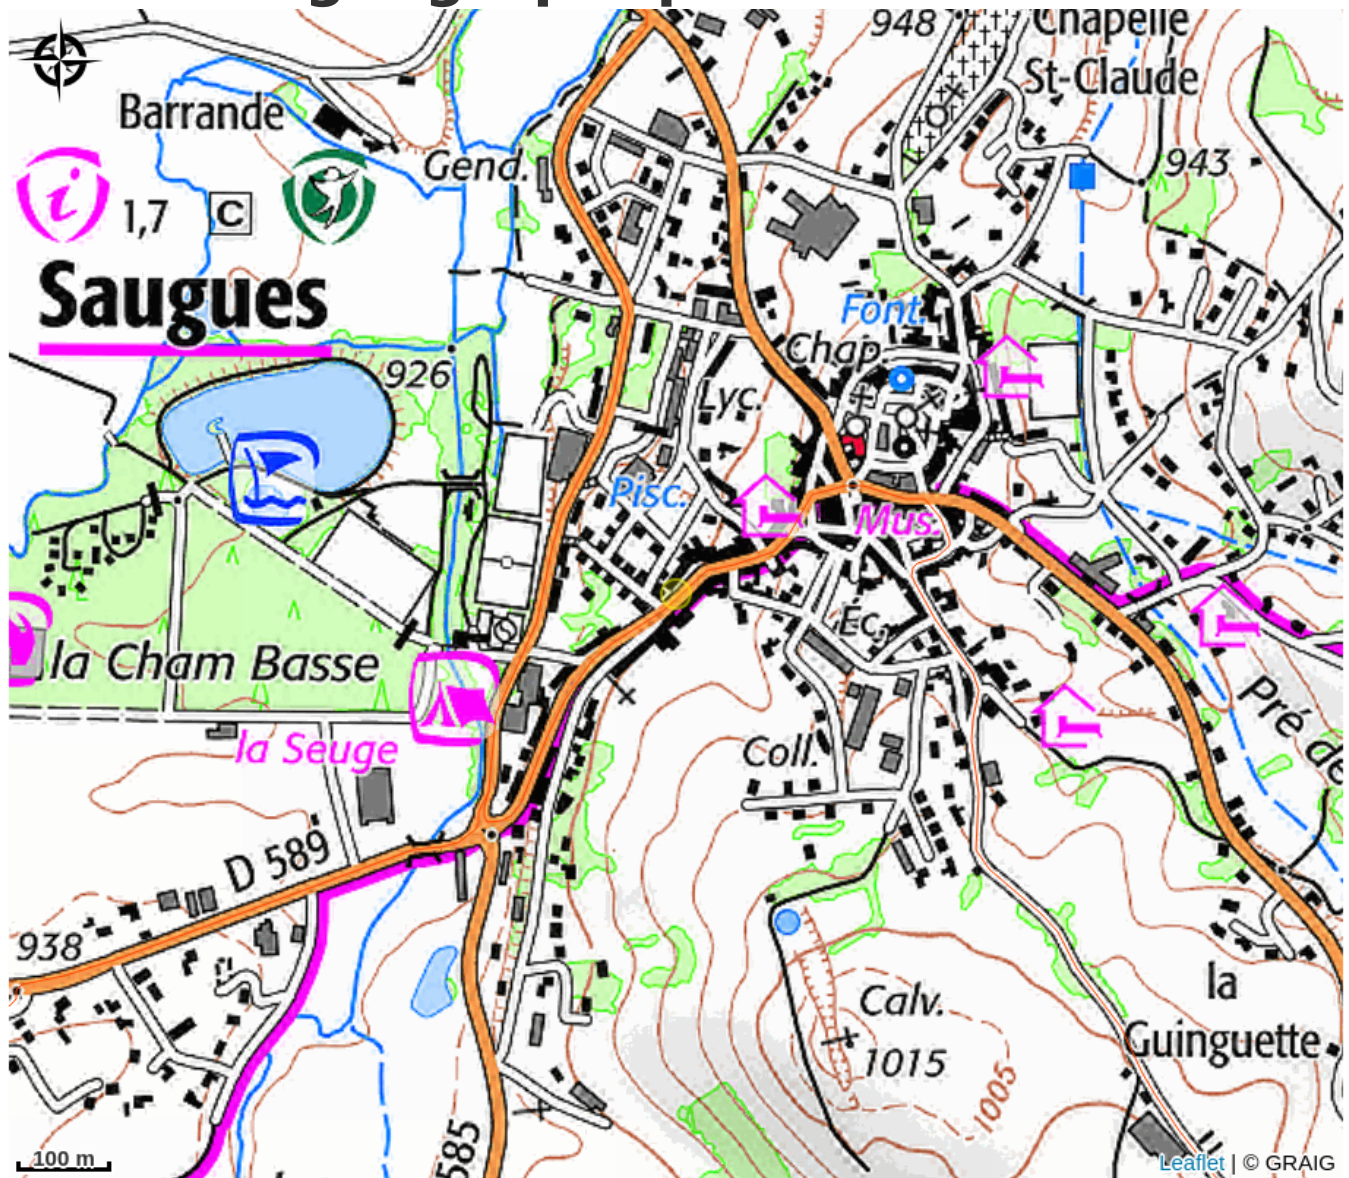 948
Chapelle
St-Claude
Barrande
Gend.
943
i
1,7
C
Saugues
Font.
Chap.
926
Lyc.
Pisc.
Mus.
Éc.
la Cham Basse
Pré de
la Seuge
Coll.
D 589
938
la
Guinguette
Calv.
1015
1005
585
100 m
Leaflet | © GRAIG